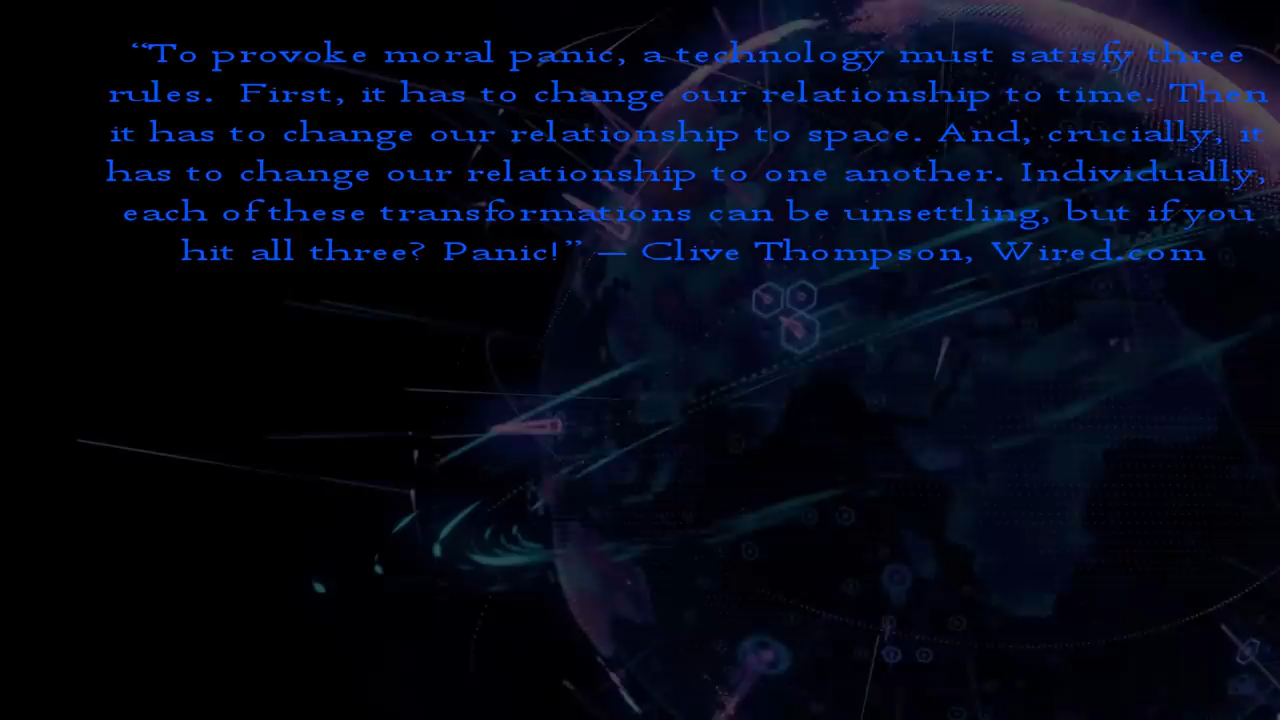 “To provoke moral panic, a technology must satisfy three
rules.  First, it has to change our relationship to time. Then
it has to change our relationship to space. And, crucially, it
has to change our relationship to one another. Individually,
each of these transformations can be unsettling, but if you
hit all three? Panic!” — Clive Thompson, Wired.com